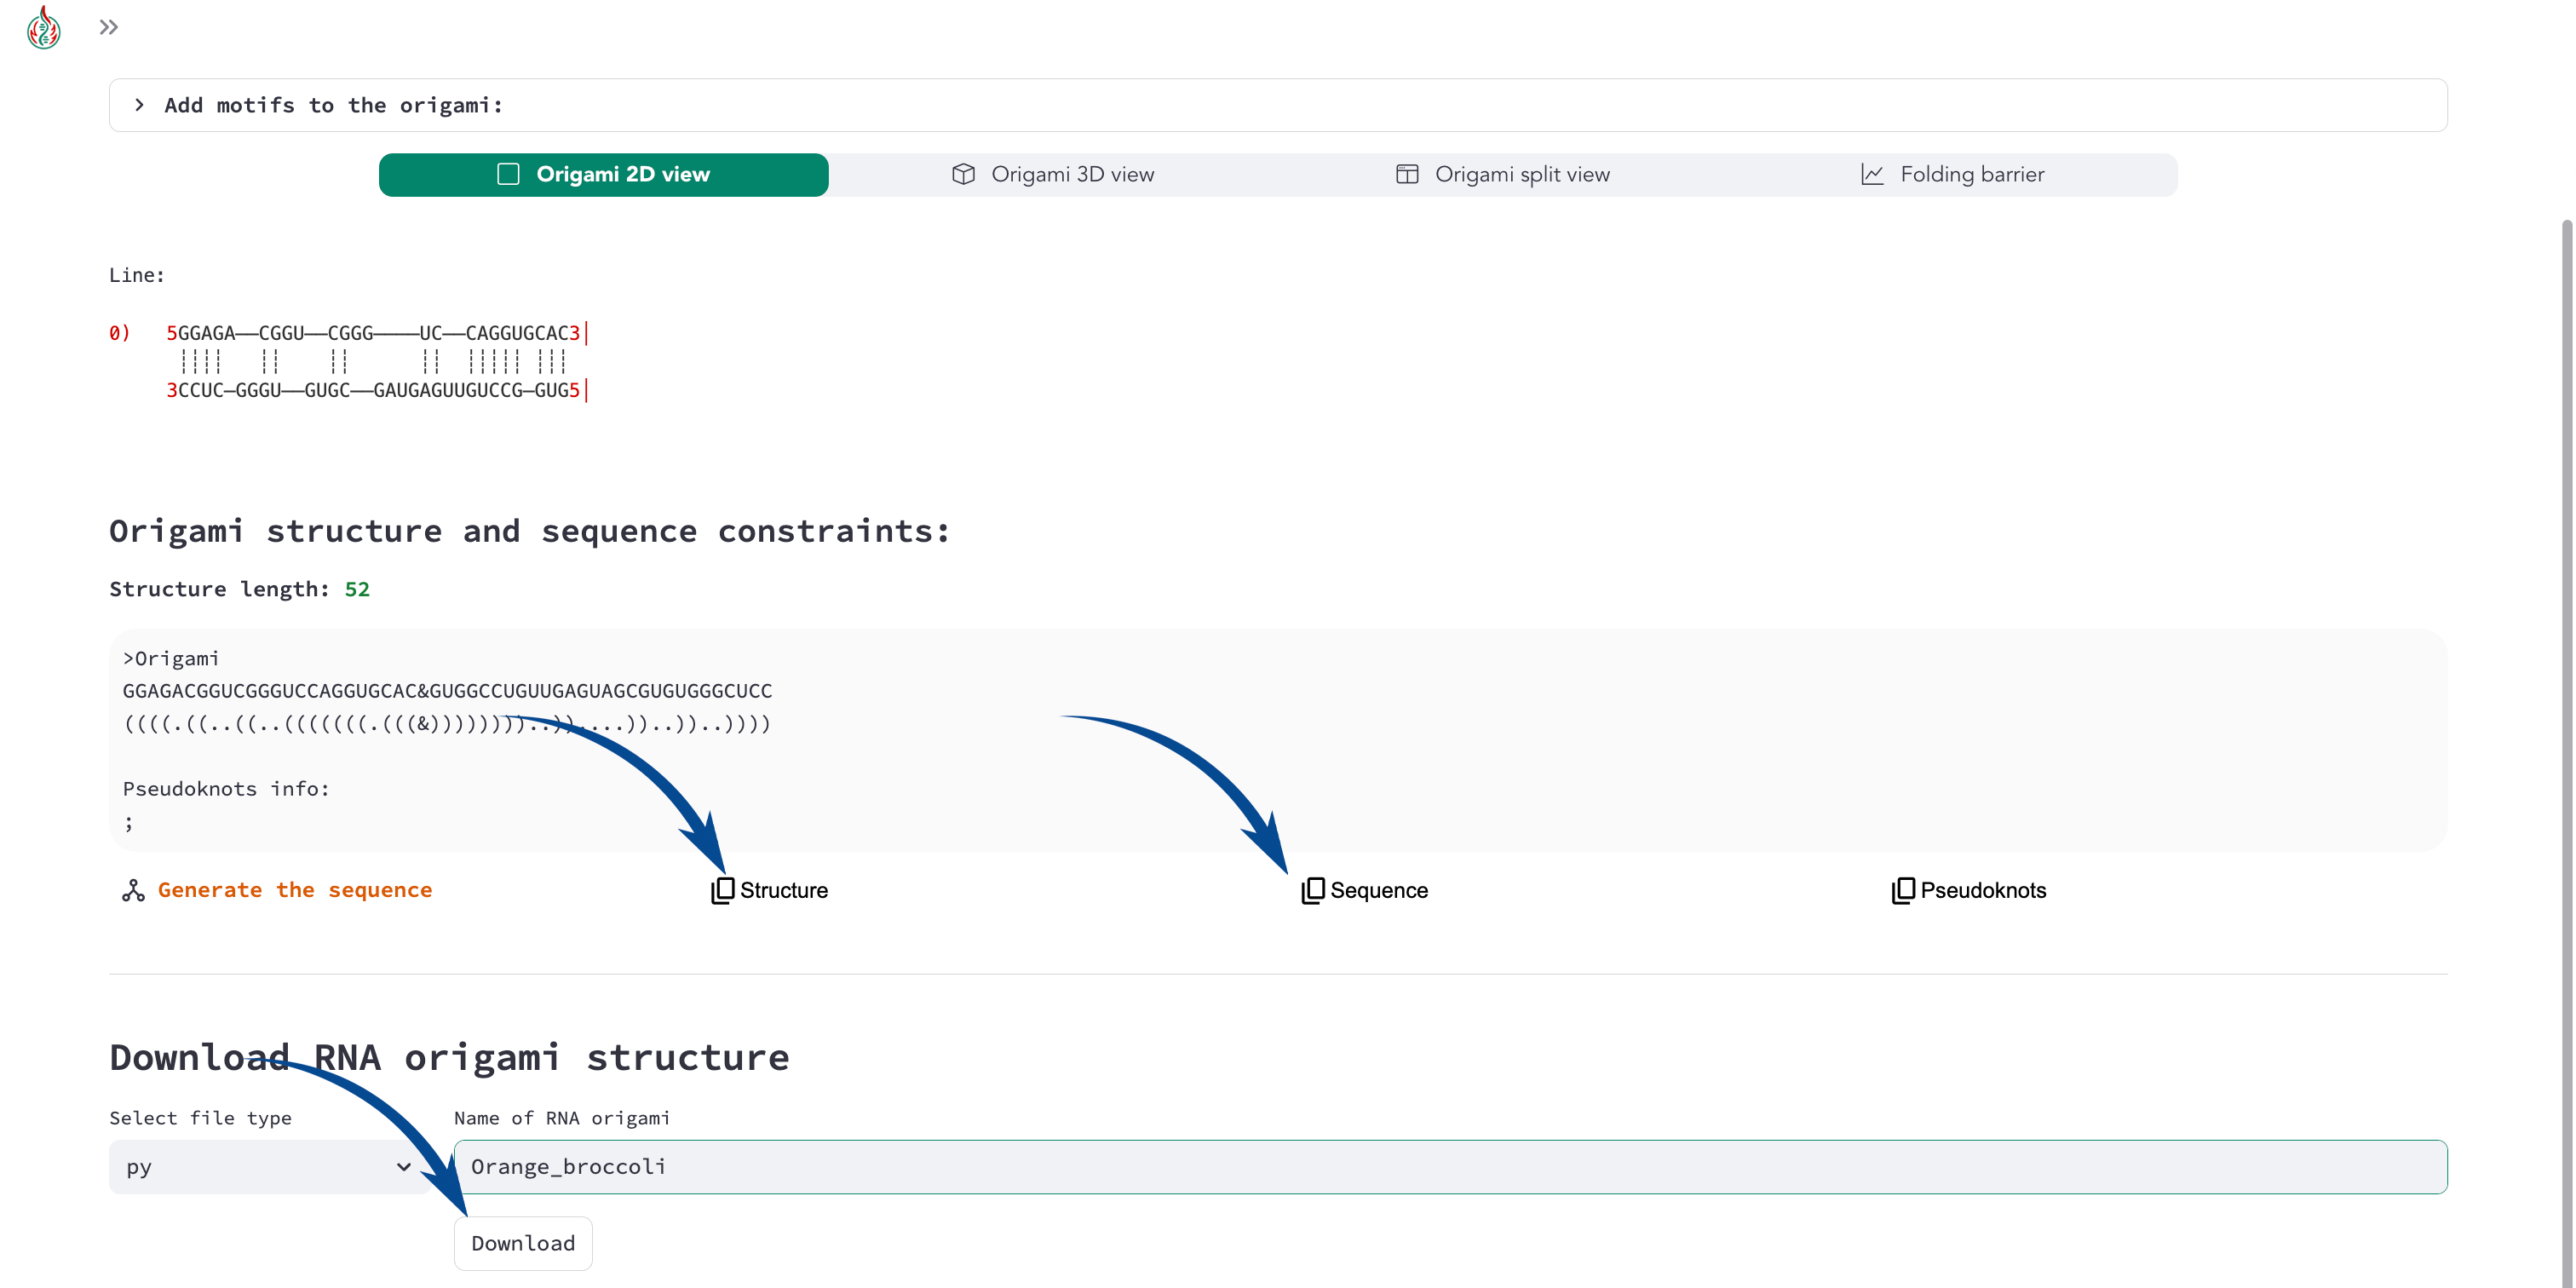 Add motifs to the origami:
Origami 2D view
Origami 3D view
Origami split view
Folding barrier
Line:
0) 5GGAGA──CGGU──CGGG────UC──CAGGUGCAC3│
┊┊┊┊ ┊┊ ┊┊ ┊┊ ┊┊┊┊┊ ┊┊┊
3CCUC─GGGU──GUGC──GAUGAGUUGUCCG─GUG5│
Origami structure and sequence constraints:
Structure length: 52
>Origami
GGAGACGGUCGGGUCCAGGUGCAC&GUGGCCUGUUGAGUAGCGUGUGGGCUCC
((((.((..((..(((((((.(((&))))))))..))....))..))..))))
Pseudoknots info:
;
Generate the sequence
Structure
Sequence
Pseudoknots
Download RNA origami structure
Select file type
Name of RNA origami
py
Orange_broccoli
Download